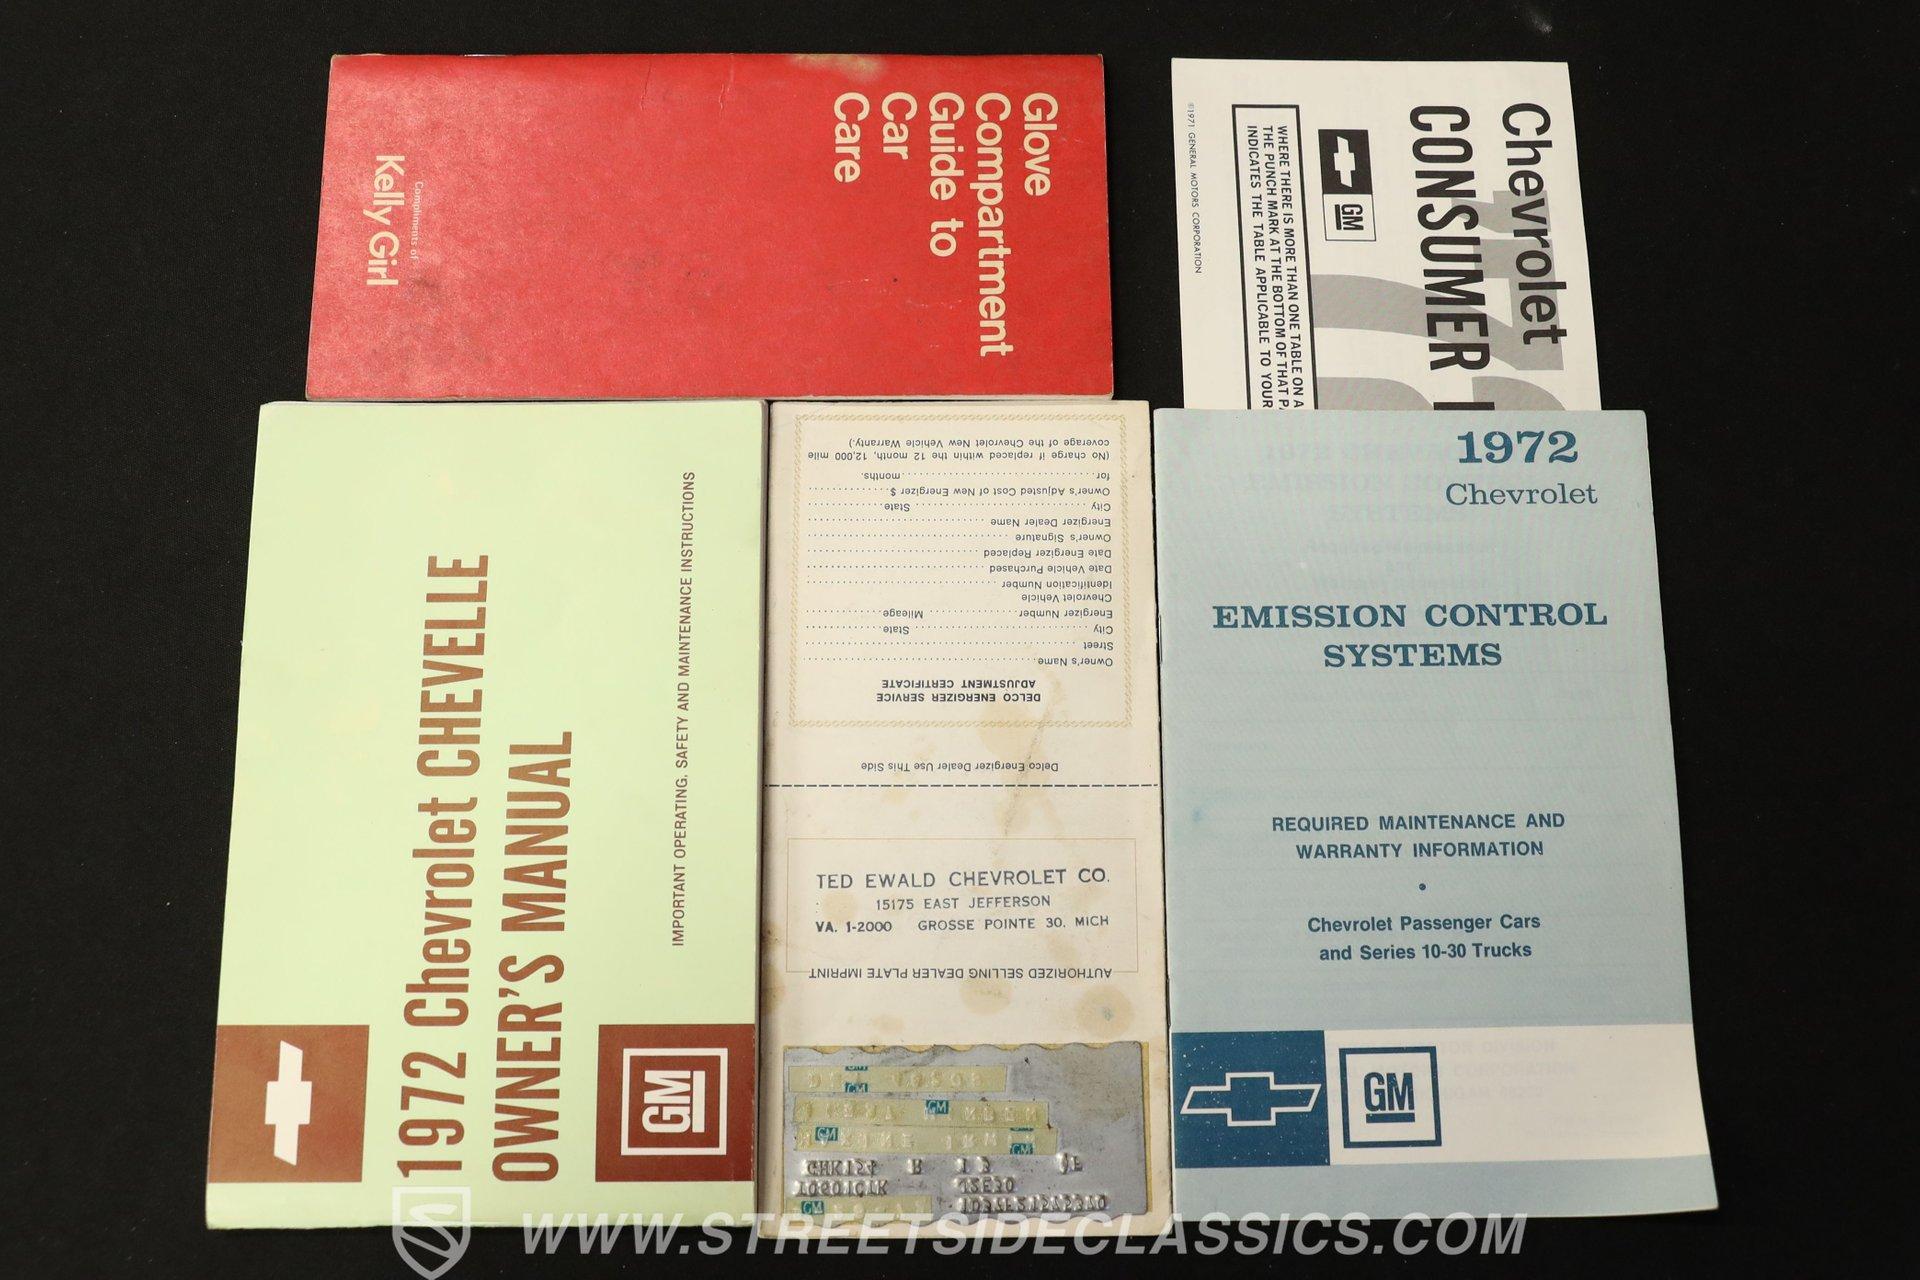 Glove
Compartment
Guide to
Car
Care
Compliments of
Kelly Girl
Chevrolet
CONSUMER
GM
WHERE THERE IS MORE THAN ONE TABLE ON A
THE PUNCH MARK AT THE BOTTOM OF THAT
INDICATES THE TABLE APPLICABLE TO YOUR
©1971 GENERAL MOTORS CORPORATION
1972 Chevrolet CHEVELLE
OWNER'S MANUAL
IMPORTANT OPERATING, SAFETY AND MAINTENANCE INSTRUCTIONS
GM
DELCO ENERGIZER SERVICE
ADJUSTMENT CERTIFICATE
Owner's Name
Street
City State
Energizer Number Mileage
Chevrolet Vehicle
Identification Number
Date Vehicle Purchased
Date Energizer Replaced
Owner's Signature
Energizer Dealer Name
City State
Owner's Adjusted Cost of New Energizer $
for months.
(No charge if replaced within the 12 month, 12,000 mile
coverage of the Chevrolet New Vehicle Warranty.)
Delco Energizer Dealer Use This Side
TED EWALD CHEVROLET CO.
15175 EAST JEFFERSON
VA. 1-2000 GROSSE POINTE 30, MICH
AUTHORIZED SELLING DEALER PLATE IMPRINT
GM
GM
GM
GM
GM
GM
1972
Chevrolet
EMISSION CONTROL
SYSTEMS
REQUIRED MAINTENANCE AND
WARRANTY INFORMATION
•
Chevrolet Passenger Cars
and Series 10-30 Trucks
GM
WWW.STREETSIDECLASSICS.COM